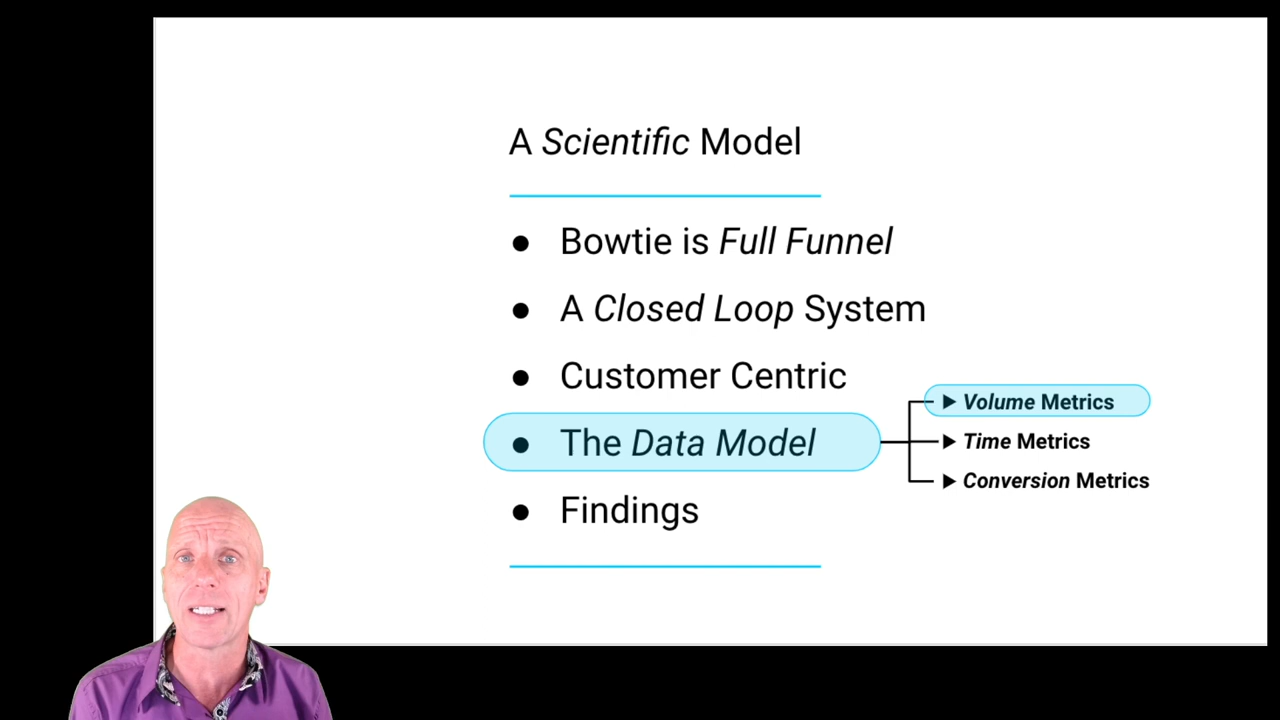 A Scientific Model
● Bowtie is Full Funnel
● A Closed Loop System
● Customer Centric
● The Data Model
▶ Volume Metrics
▶ Time Metrics
▶ Conversion Metrics
● Findings